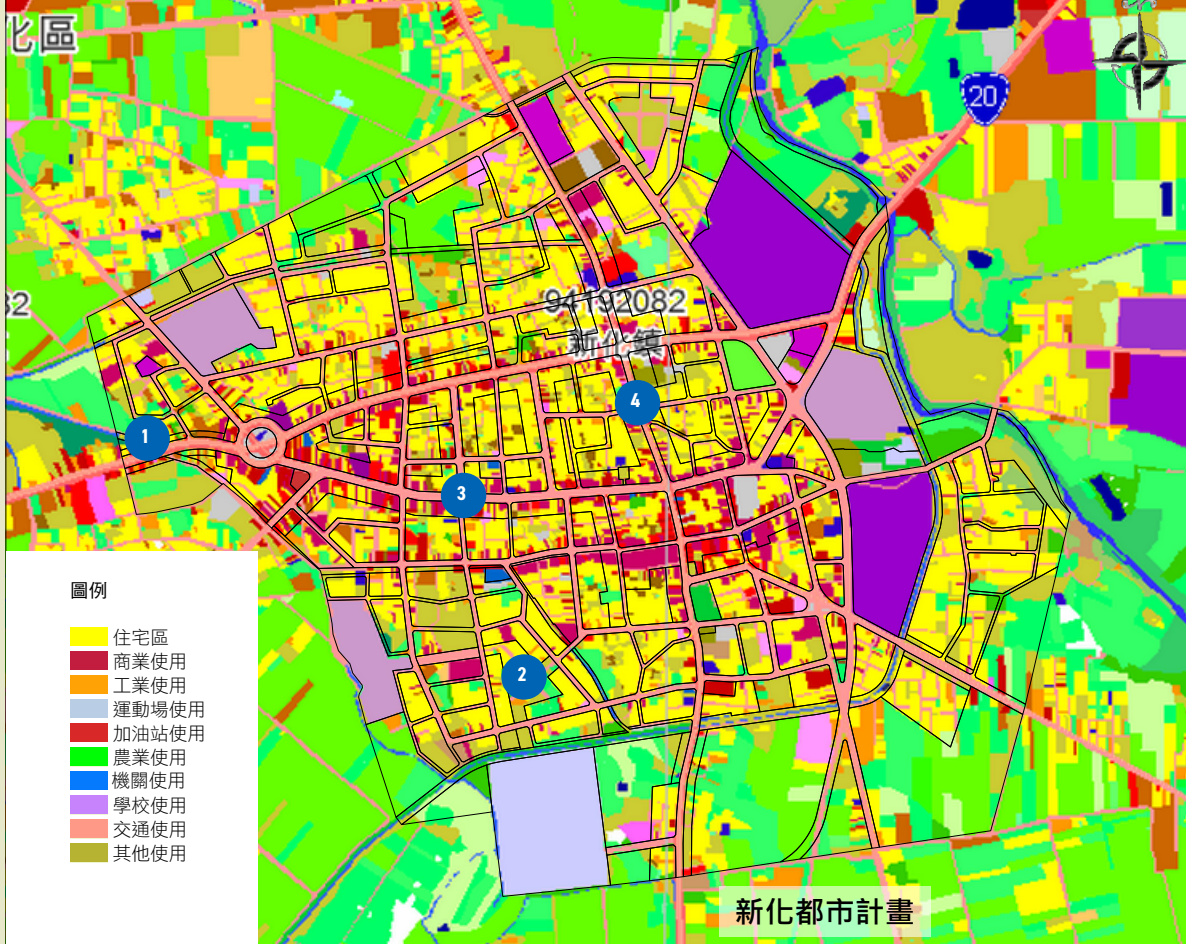 化區
北
20
94192082
新化鎮
4
1
3
2
圖例
住宅區
商業使用
工業使用
運動場使用
加油站使用
農業使用
機關使用
學校使用
交通使用
其他使用
新化都市計畫